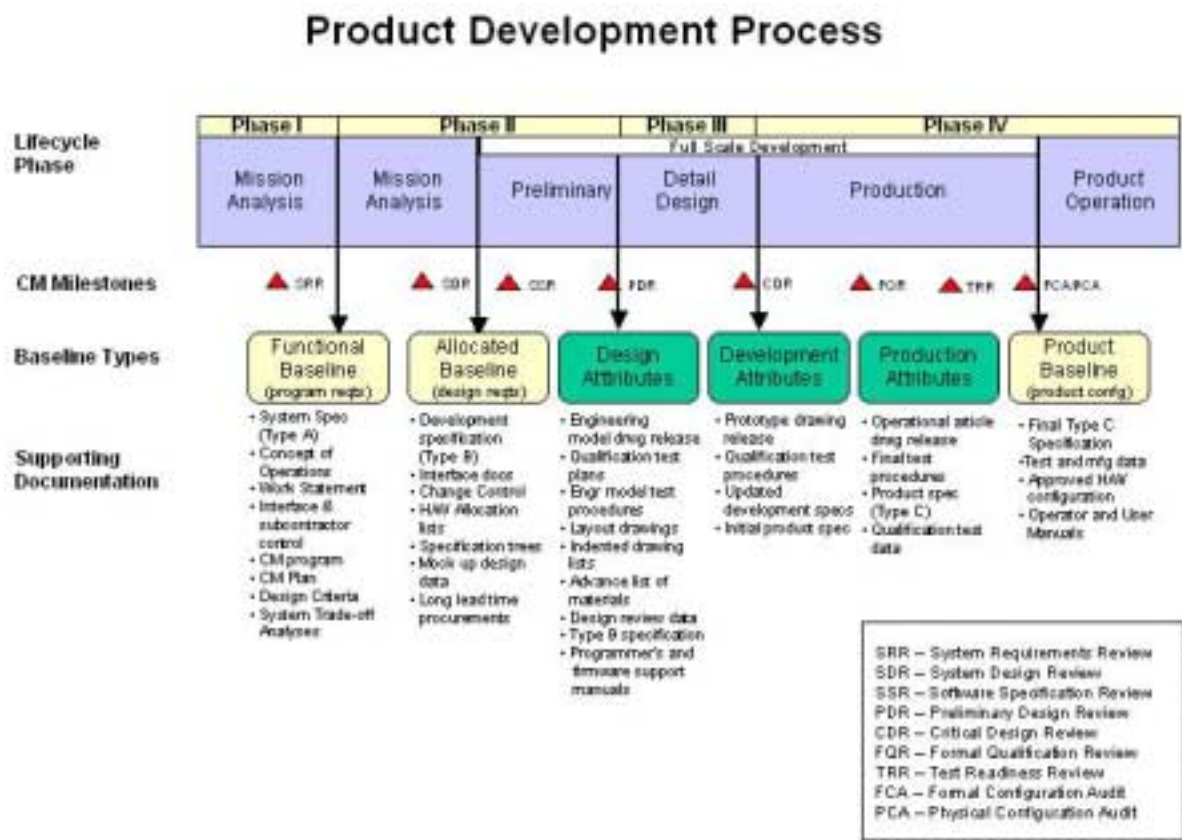 Product Development Process
Lifecycle
Phase
Phase I
Phase II
Phase III
Phase IV
Full Scale Development
Mission
Analysis
Mission
Analysis
Preliminary
Detail
Design
Production
Product
Operation
CM Milestones
SRR
SDR
SSR
PDR
CDR
FQR
TRR
FCA/PCA
Baseline Types
Functional
Baseline
(program reqts)
Allocated
Baseline
(design reqts)
Design
Attributes
Development
Attributes
Production
Attributes
Product
Baseline
(product config)
Supporting
Documentation
• System Spec
(Type A)
• Concept of
Operations
• Work Statement
• Interface &
subcontractor
control
• CM program
• CM Plan
• Design Criteria
• System Trade-off
Analyses
• Development
specification
(Type B)
• Interface docs
• Change Control
• H/W Allocation
lists
• Specification trees
• Mock up design
data
• Long lead time
procurements
• Engineering
model drwg release
• Qualification test
plans
• Engr model test
procedures
• Layout drawings
• Indented drawing
lists
• Advance list of
materials
• Design review data
• Type B specification
• Programmer's and
firmware support
manuals
• Prototype drawing
release
• Qualification test
procedures
• Updated
development specs
• Initial product spec
• Operational article
drwg release
• Final test
procedures
• Product spec
(Type C)
• Qualification test
data
• Final Type C
Specification
• Test and mfg data
• Approved H/W
configuration
• Operator and User
Manuals
SRR – System Requirements Review
SDR – System Design Review
SSR – Software Specification Review
PDR – Preliminary Design Review
CDR – Critical Design Review
FQR – Formal Qualification Review
TRR – Test Readiness Review
FCA – Formal Configuration Audit
PCA – Physical Configuration Audit